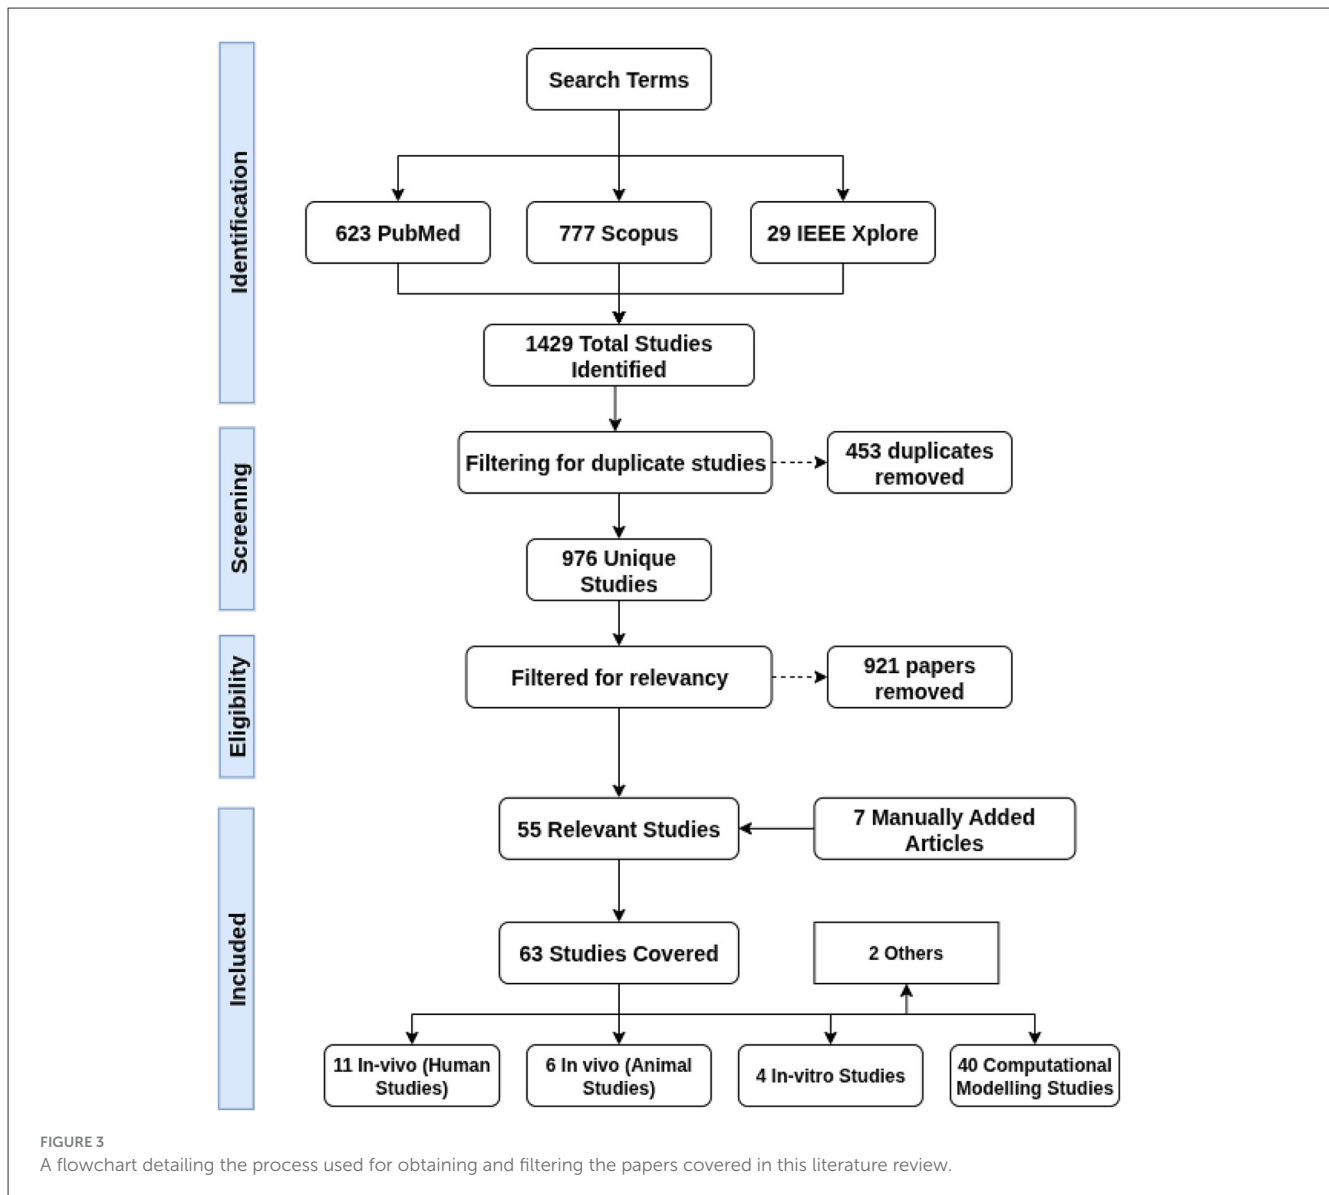 Identification
Search Terms
623 PubMed
777 Scopus
29 IEEE Xplore
1429 Total Studies
Identified
Screening
Filtering for duplicate studies
453 duplicates
removed
976 Unique
Studies
Eligibility
Filtered for relevancy
921 papers
removed
Included
55 Relevant Studies
7 Manually Added
Articles
63 Studies Covered
2 Others
11 In-vivo (Human
Studies)
6 In vivo (Animal
Studies)
4 In-vitro Studies
40 Computational
Modelling Studies
FIGURE 3
A flowchart detailing the process used for obtaining and filtering the papers covered in this literature review.